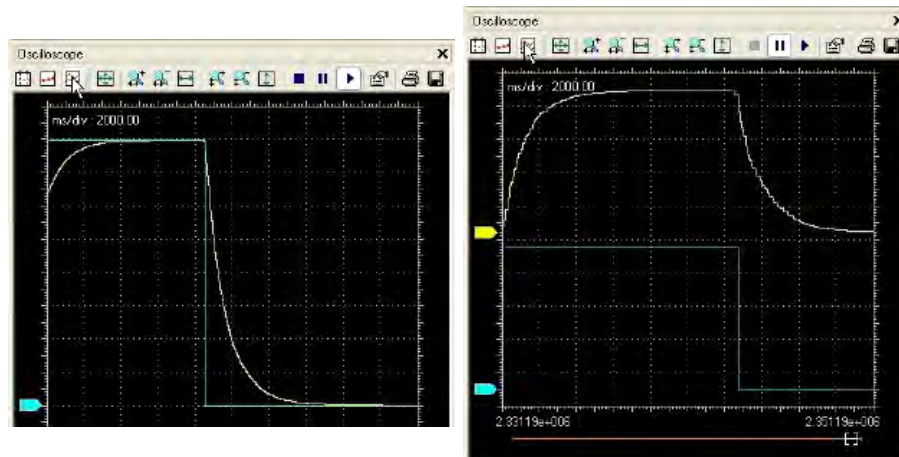 Oscilloscope
ms/div : 2000.00
Oscilloscope
ms/div : 2000.00
2.33119e+006
2.35119e+006